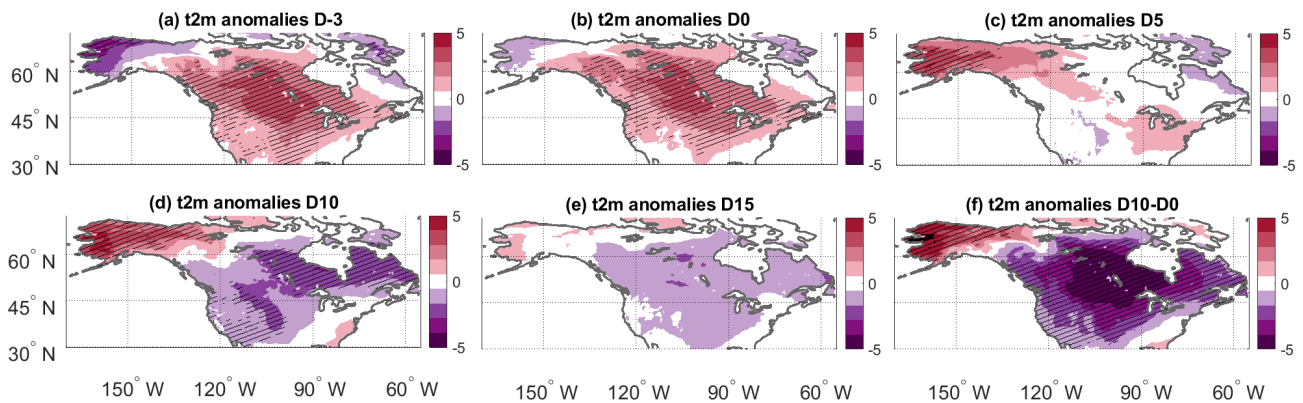 (a) t2m anomalies D-3
(b) t2m anomalies D0
(c) t2m anomalies D5
60° N
45° N
30° N
5
0
-5
5
0
-5
5
0
-5
(d) t2m anomalies D10
(e) t2m anomalies D15
(f) t2m anomalies D10-D0
60° N
45° N
30° N
5
0
-5
5
0
-5
5
0
-5
150° W 120° W 90° W 60° W
150° W 120° W 90° W 60° W
150° W 120° W 90° W 60° W